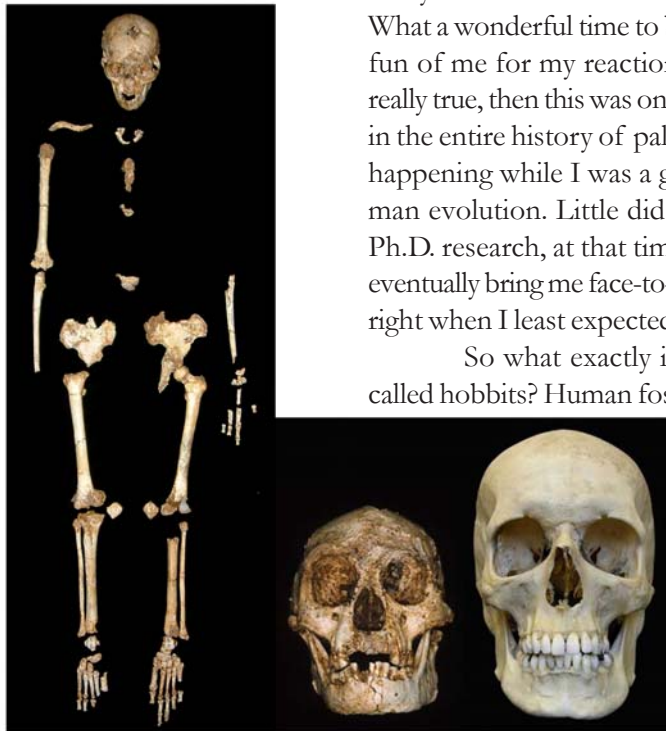 What a wonderful time to
fun of me for my reaction
really true, then this was on
in the entire history of pal
happening while I was a g
man evolution. Little did
Ph.D. research, at that tim
eventually bring me face-to-
right when I least expected
So what exactly i
called hobbits? Human fos